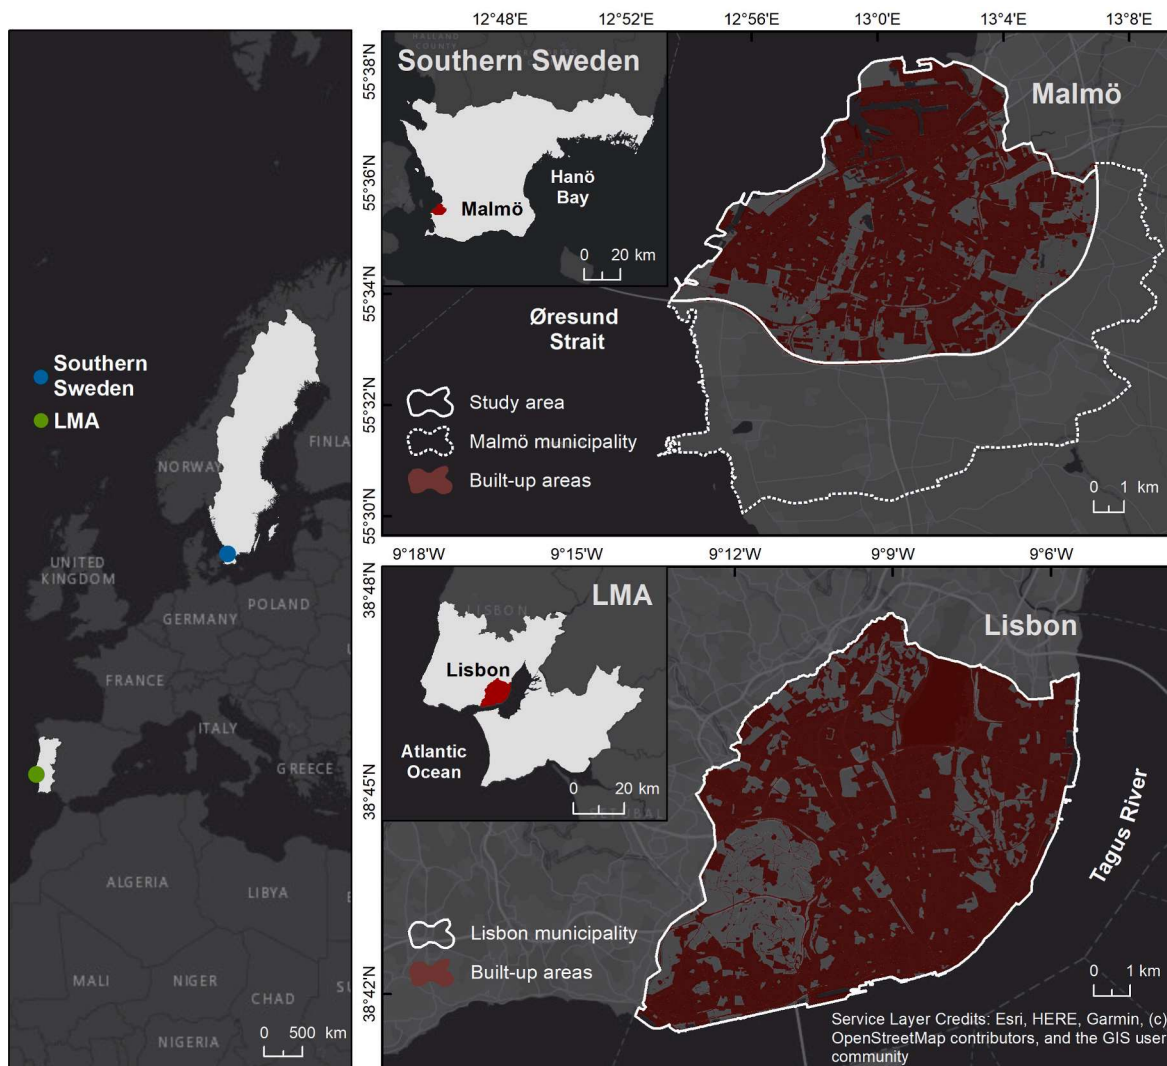 Southern
Sweden
LMA
FINLA
NORWAY
UNITED
KINGDOM
POLAND
GERMANY
FRANCE
ITALY
GREECE
ALGERIA
LIBYA
MALI
NIGER
CHAD
NIGERIA
0 500 km
12°48'E 12°52'E 12°56'E 13°0'E 13°4'E 13°8'E
55°38'N
55°36'N
55°34'N
55°32'N
55°30'N
HALLAND
COUNTY
Southern Sweden
Hanö
Bay
Malmö
0 20 km
Malmö
Øresund
Strait
Study area
Malmö municipality
Built-up areas
0 1 km
9°18'W 9°15'W 9°12'W 9°9'W 9°6'W
38°48'N
38°45'N
38°42'N
LISBON
LMA
Lisbon
Atlantic
Ocean
0 20 km
Lisbon
Tagus River
Lisbon municipality
Built-up areas
0 1 km
Service Layer Credits: Esri, HERE, Garmin, (c)
OpenStreetMap contributors, and the GIS user
community